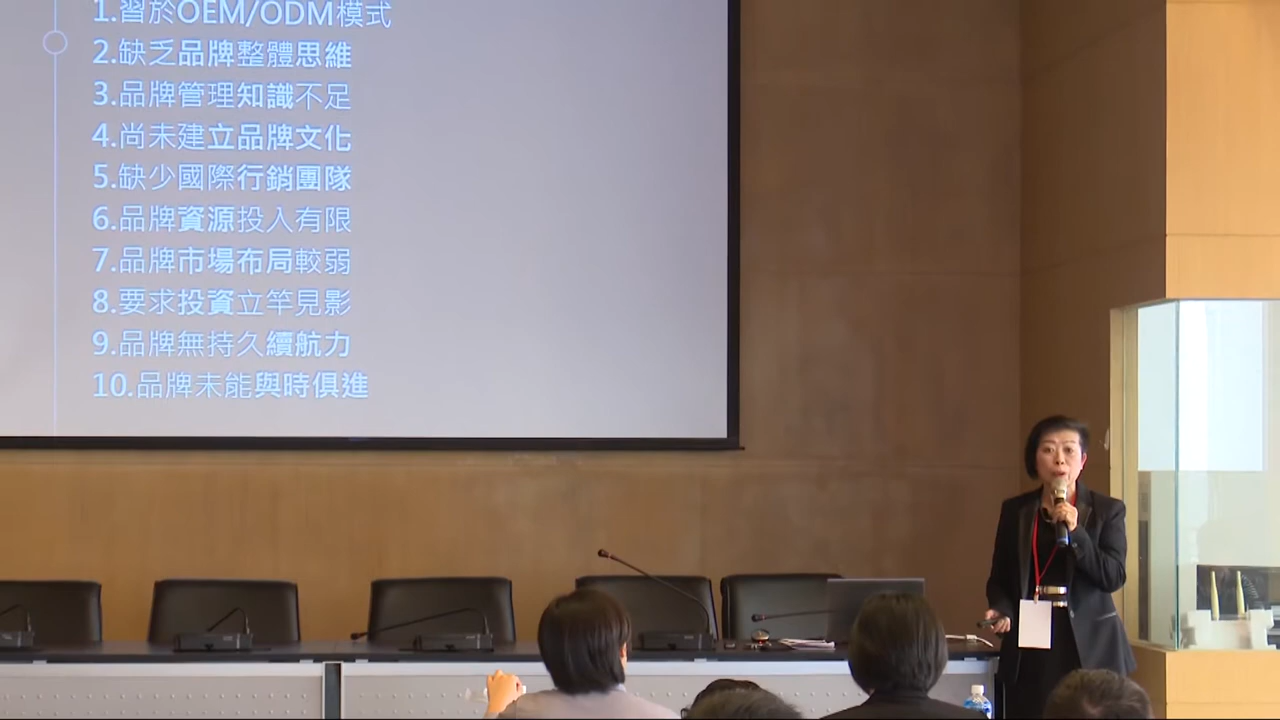 1.習於OEM/ODM模式
2.缺乏品牌整體思維
3.品牌管理知識不足
4.尚未建立品牌文化
5.缺少國際行銷團隊
6.品牌資源投入有限
7.品牌市場布局較弱
8.要求投資立竿見影
9.品牌無持久續航力
10.品牌未能與時俱進